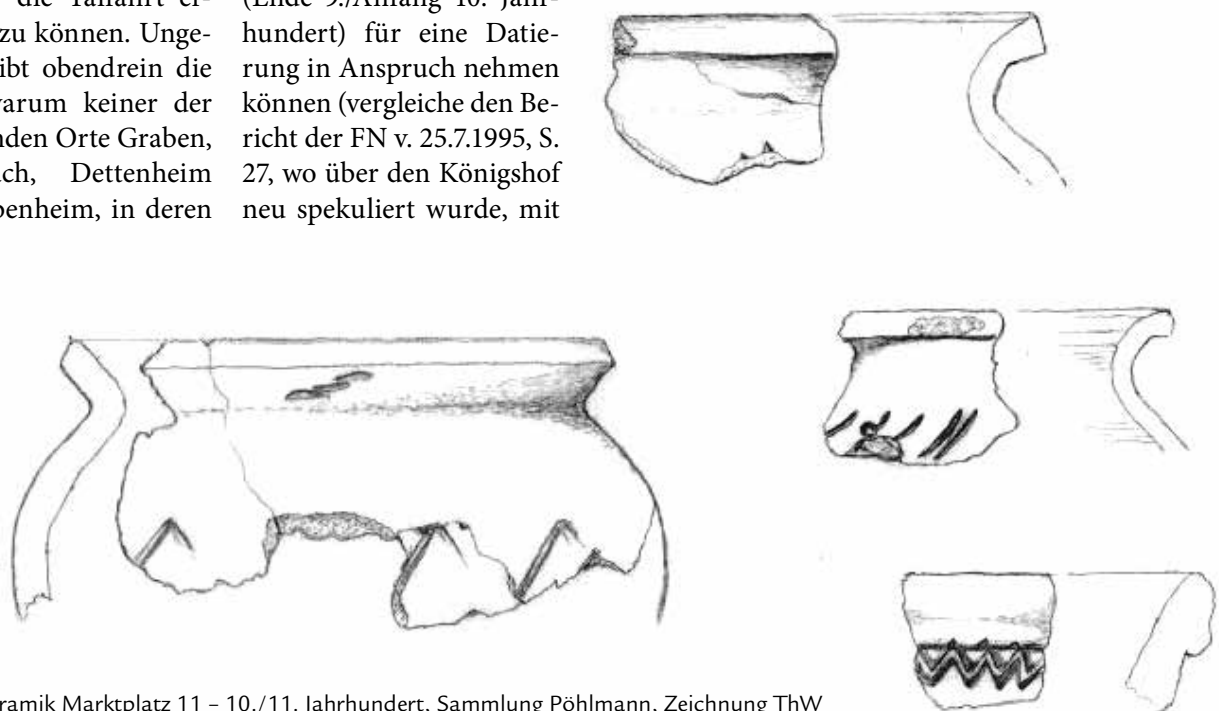 die Talfahrt er-
zu können. Unge-
ibt obendrein die
arum keiner der
nden Orte Graben,
ch, Dettenheim
penheim, in deren
(Ende 9./Anfang 10. Jahr-
hundert) für eine Datie-
rung in Anspruch nehmen
können (vergleiche den Be-
richt der FN v. 25.7.1995, S.
27, wo über den Königshof
neu spekuliert wurde, mit
ramik Marktplatz 11 – 10./11. Jahrhundert, Sammlung Pöhlmann, Zeichnung ThW